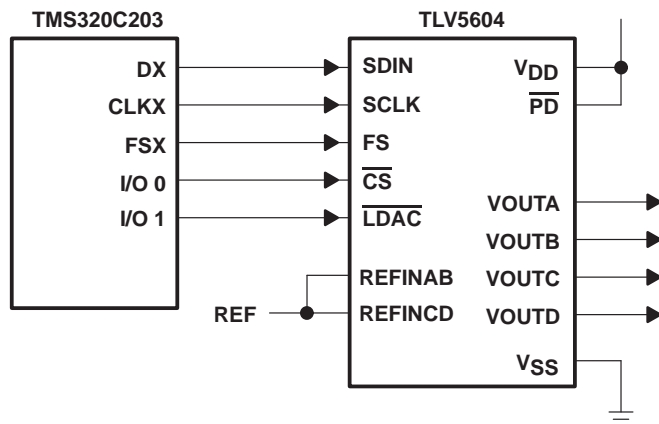 TMS320C203
TLV5604
DX
CLKX
FSX
I/O 0
I/O 1
SDIN
SCLK
FS
CS
LDAC
REFINAB
REFINCD
REF
VDD
PD
VOUTA
VOUTB
VOUTC
VOUTD
VSS